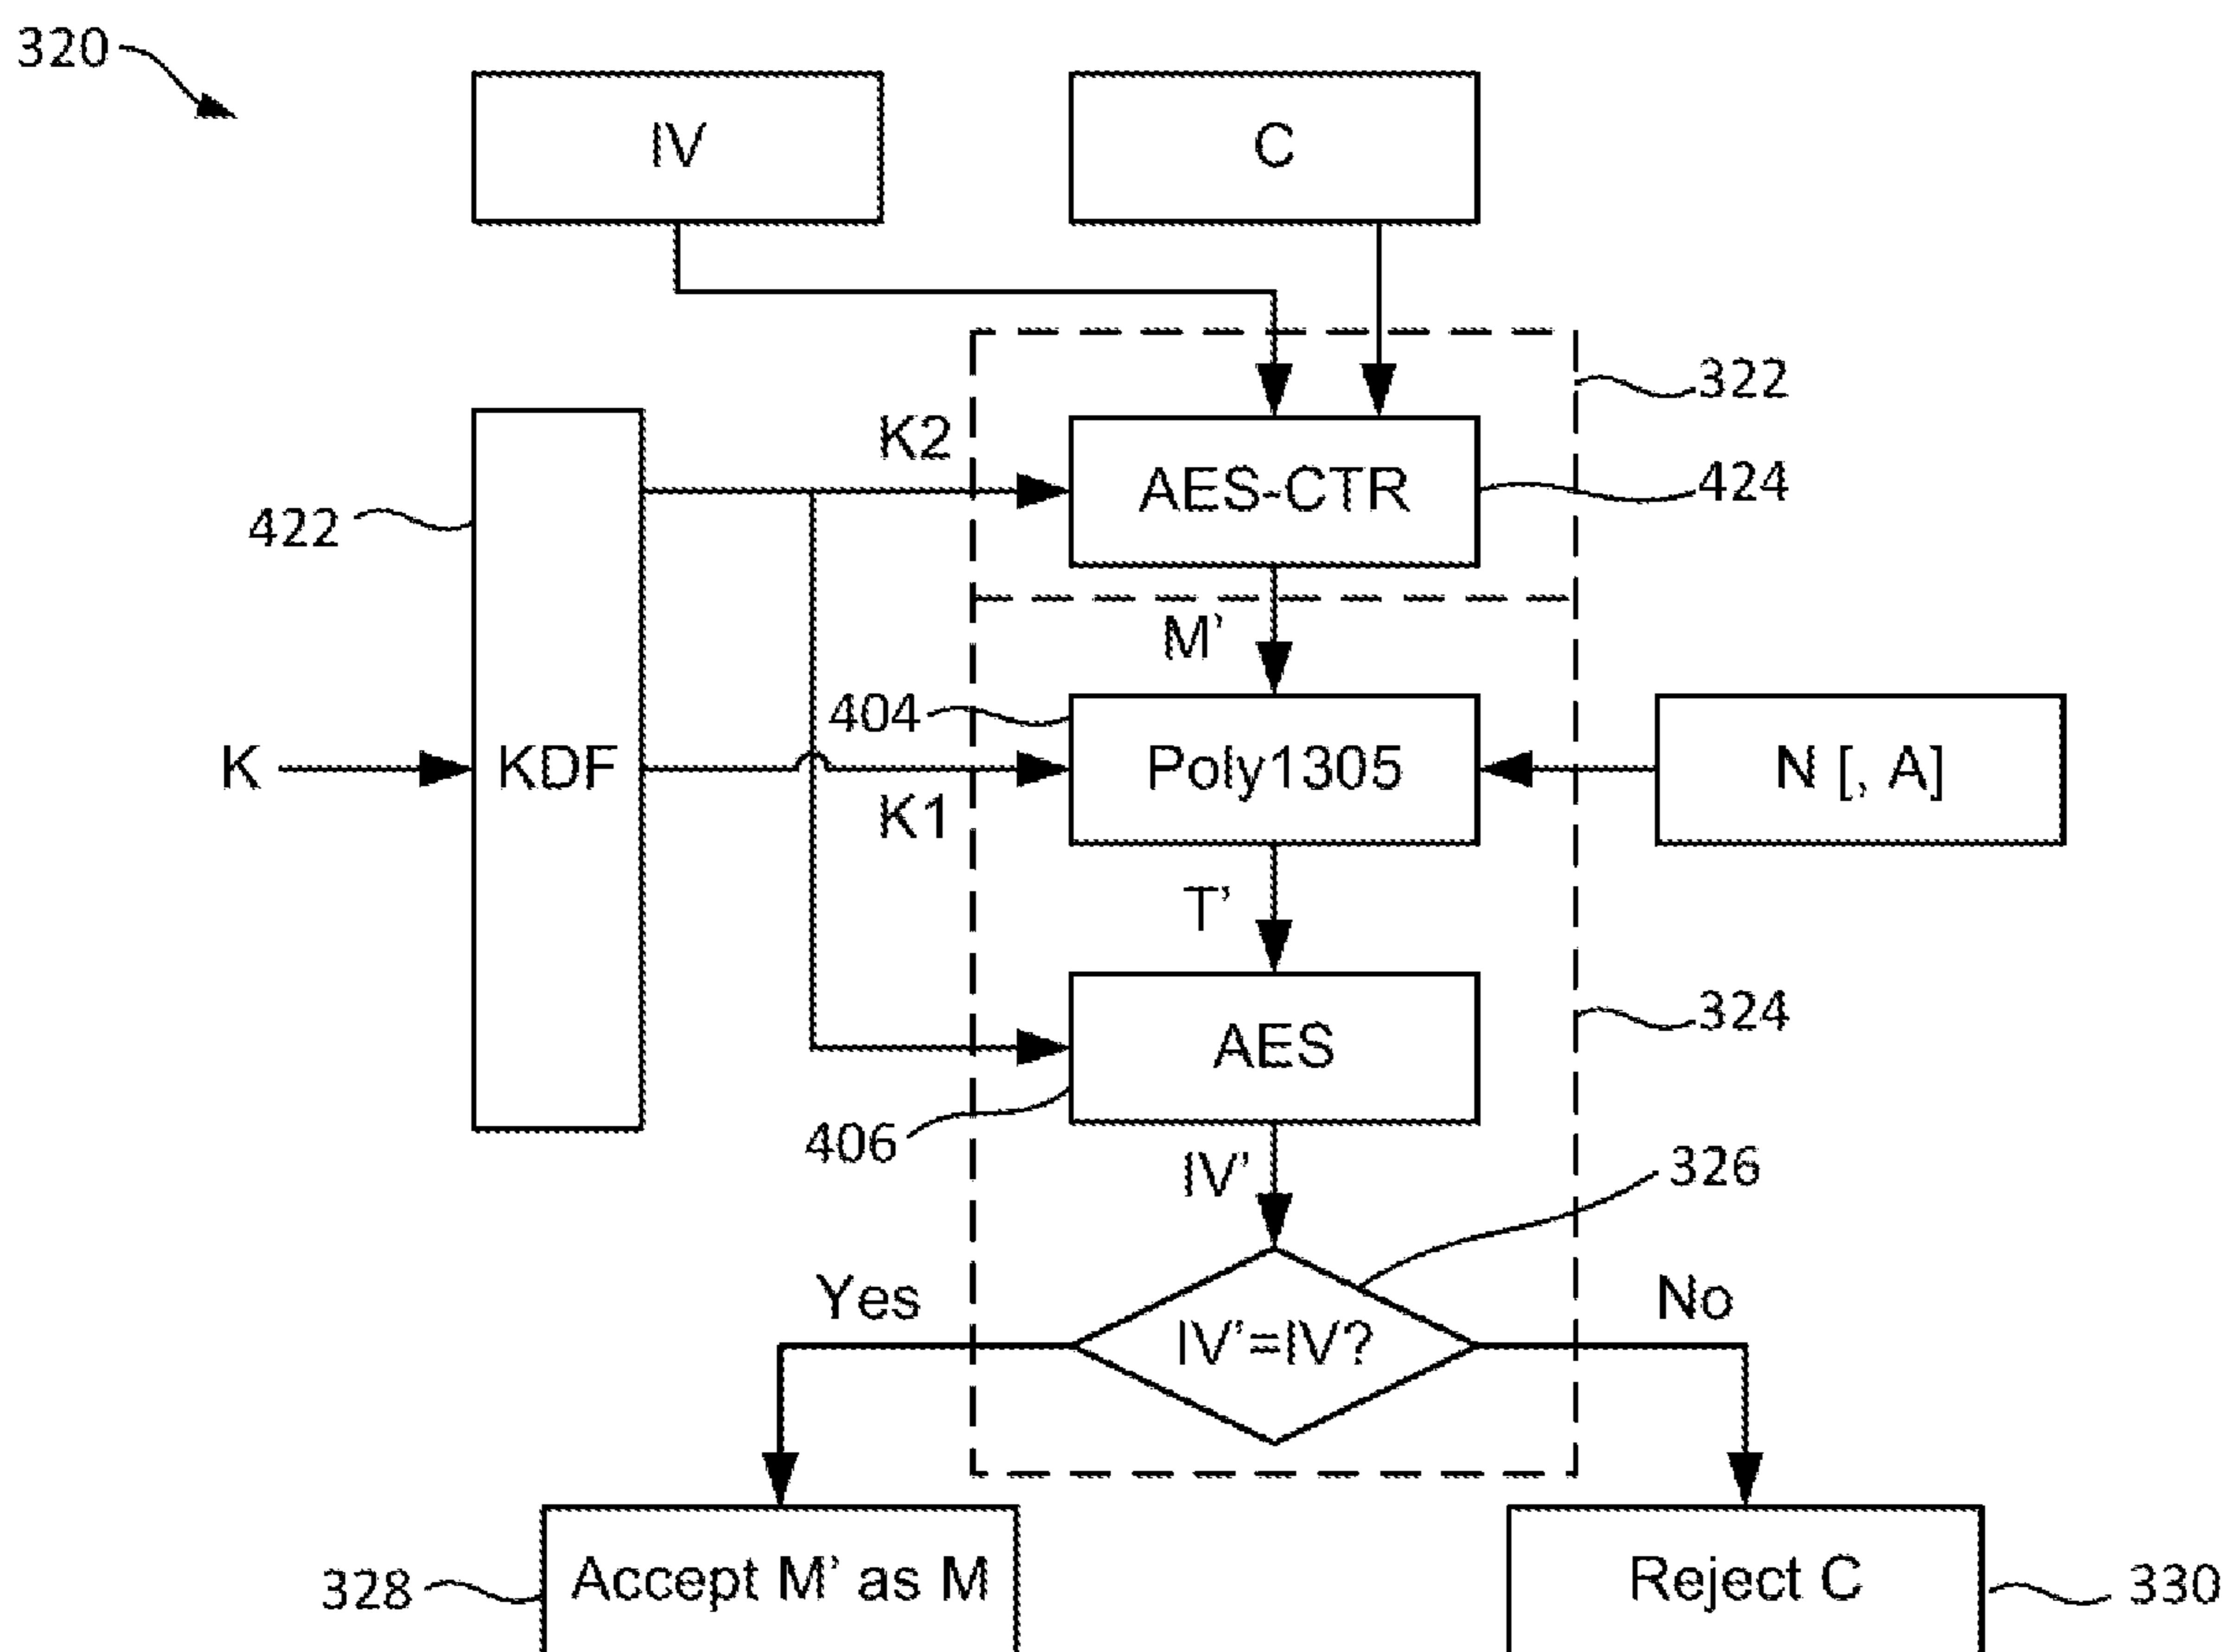 320
IV
C
322
K2
AES-CTR
424
422
M'
404
K
KDF
Poly1305
N [, A]
K1
T'
324
AES
406
IV'
326
Yes
No
IV'=IV?
328
Accept M' as M
Reject C
330